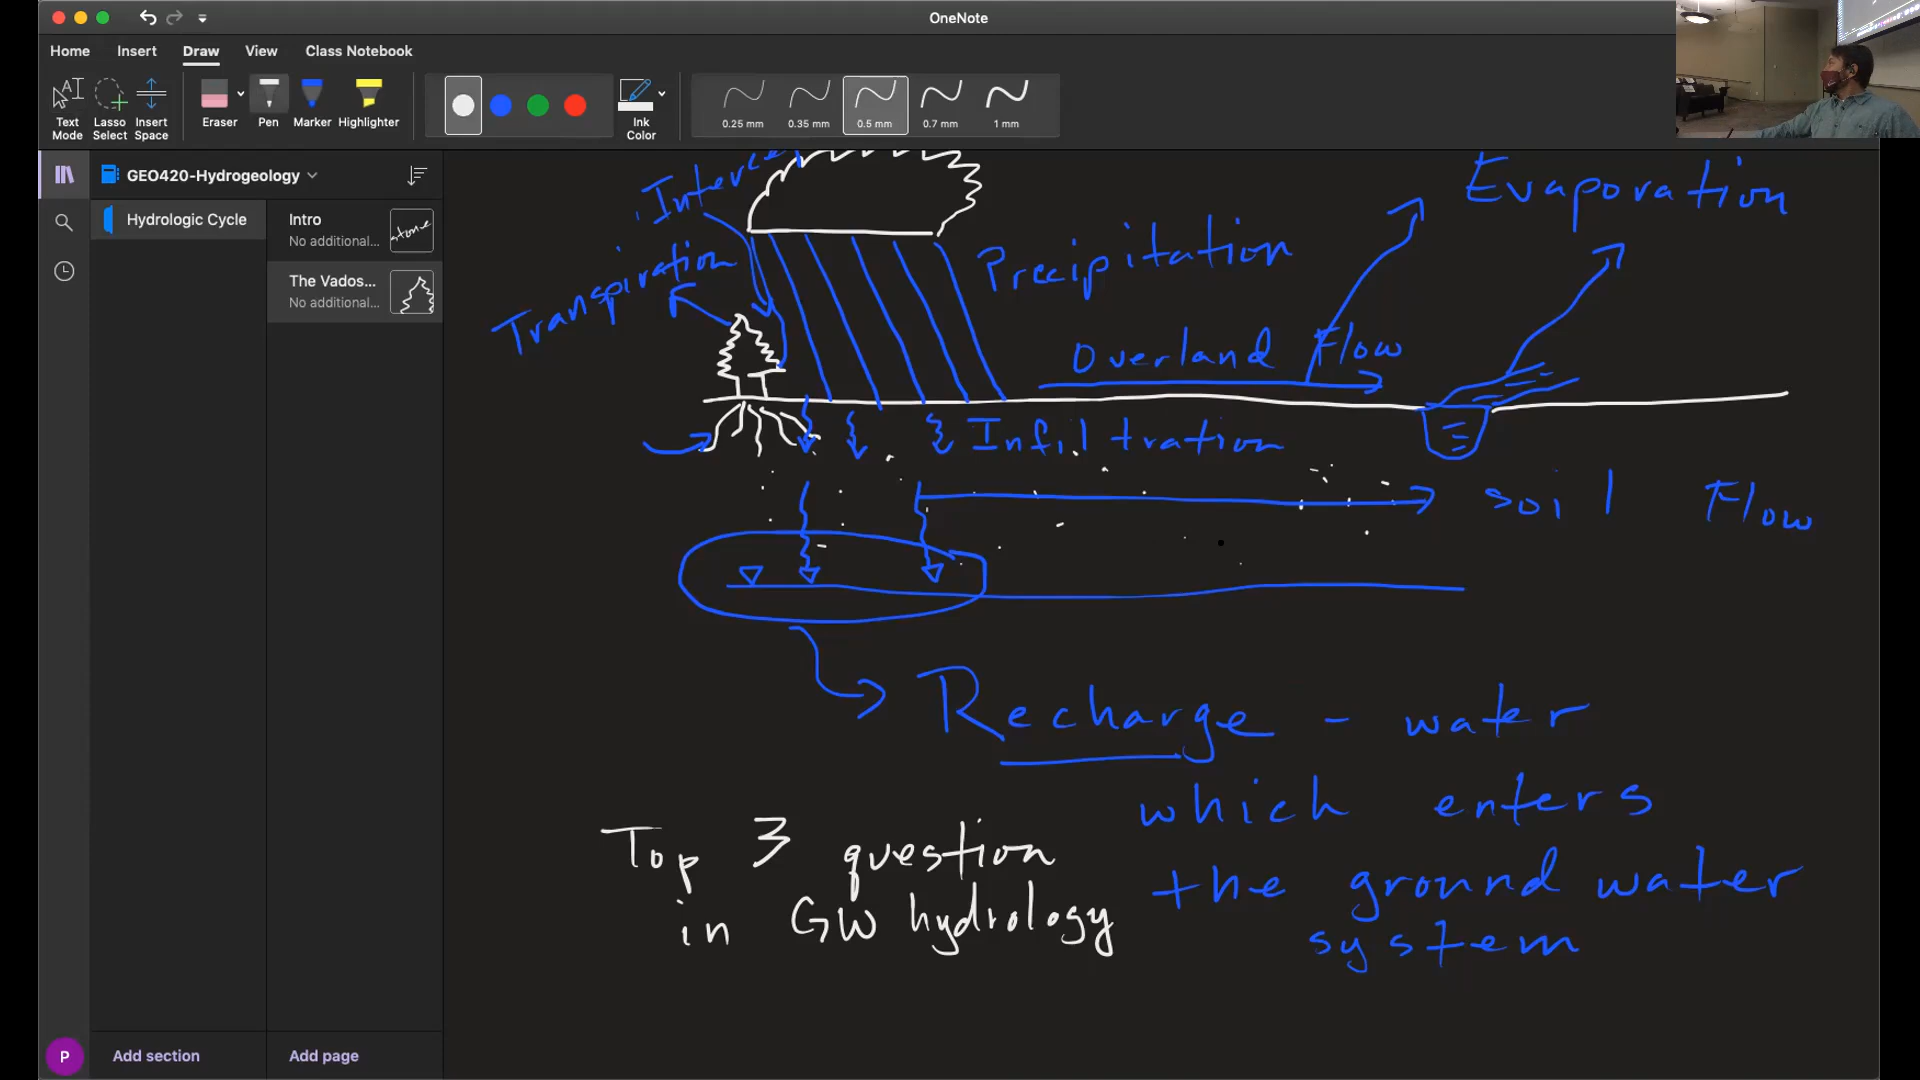 OneNote
Home Insert Draw View Class Notebook
Text Mode
Lasso Select
Insert Space
Eraser
Pen
Marker
Highlighter
Ink Color
0.25 mm
0.35 mm
0.5 mm
0.7 mm
1 mm
GEO420-Hydrogeology
Hydrologic Cycle
Intro
No additional...
The Vados...
No additional...
Evaporation
Transpiration
Precipitation
Overland Flow
Infiltration
soil Flow
Recharge - water
which enters
the ground water
system
Top 3 question
in GW hydrology
P
Add section
Add page